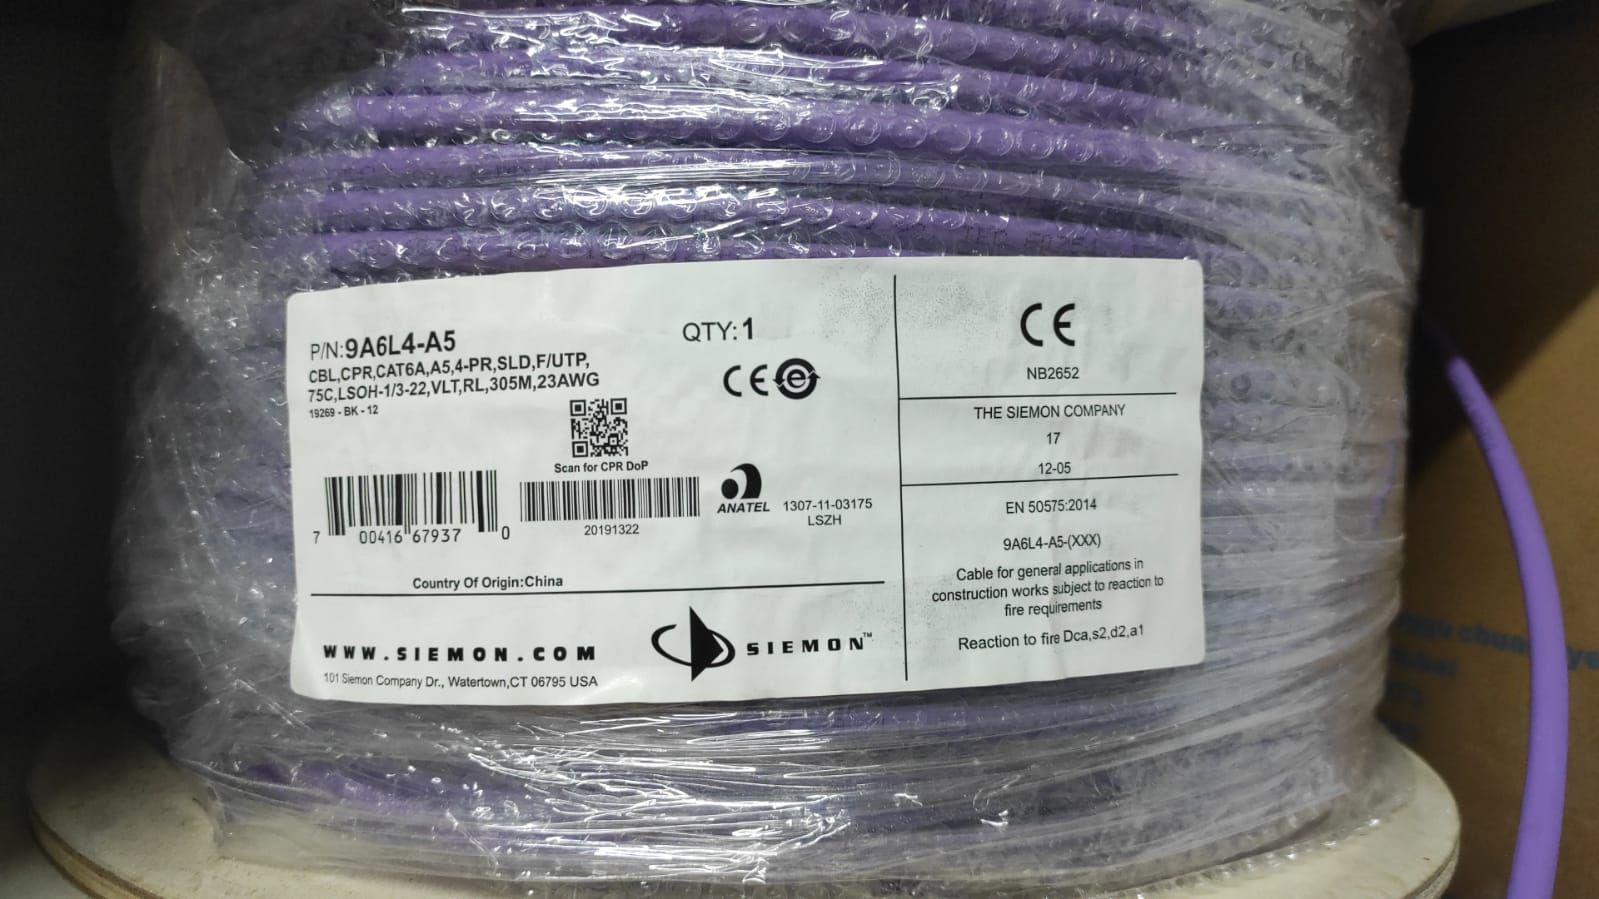 P/N:9A6L4-A5
QTY:1
CBL,CPR,CAT6A,A5,4-PR,SLD,F/UTP,
75C,LSOH-1/3-22,VLT,RL,305M,23AWG
19269 - BK - 12
CE
Scan for CPR DoP
7 00416 67937 0
20191322
ANATEL
1307-11-03175
LSZH
Country Of Origin:China
WWW.SIEMON.COM
101 Siemon Company Dr., Watertown,CT 06795 USA
SIEMON™
CE
NB2652
THE SIEMON COMPANY
17
12-05
EN 50575:2014
9A6L4-A5-(XXX)
Cable for general applications in
construction works subject to reaction to
fire requirements
Reaction to fire Dca,s2,d2,a1